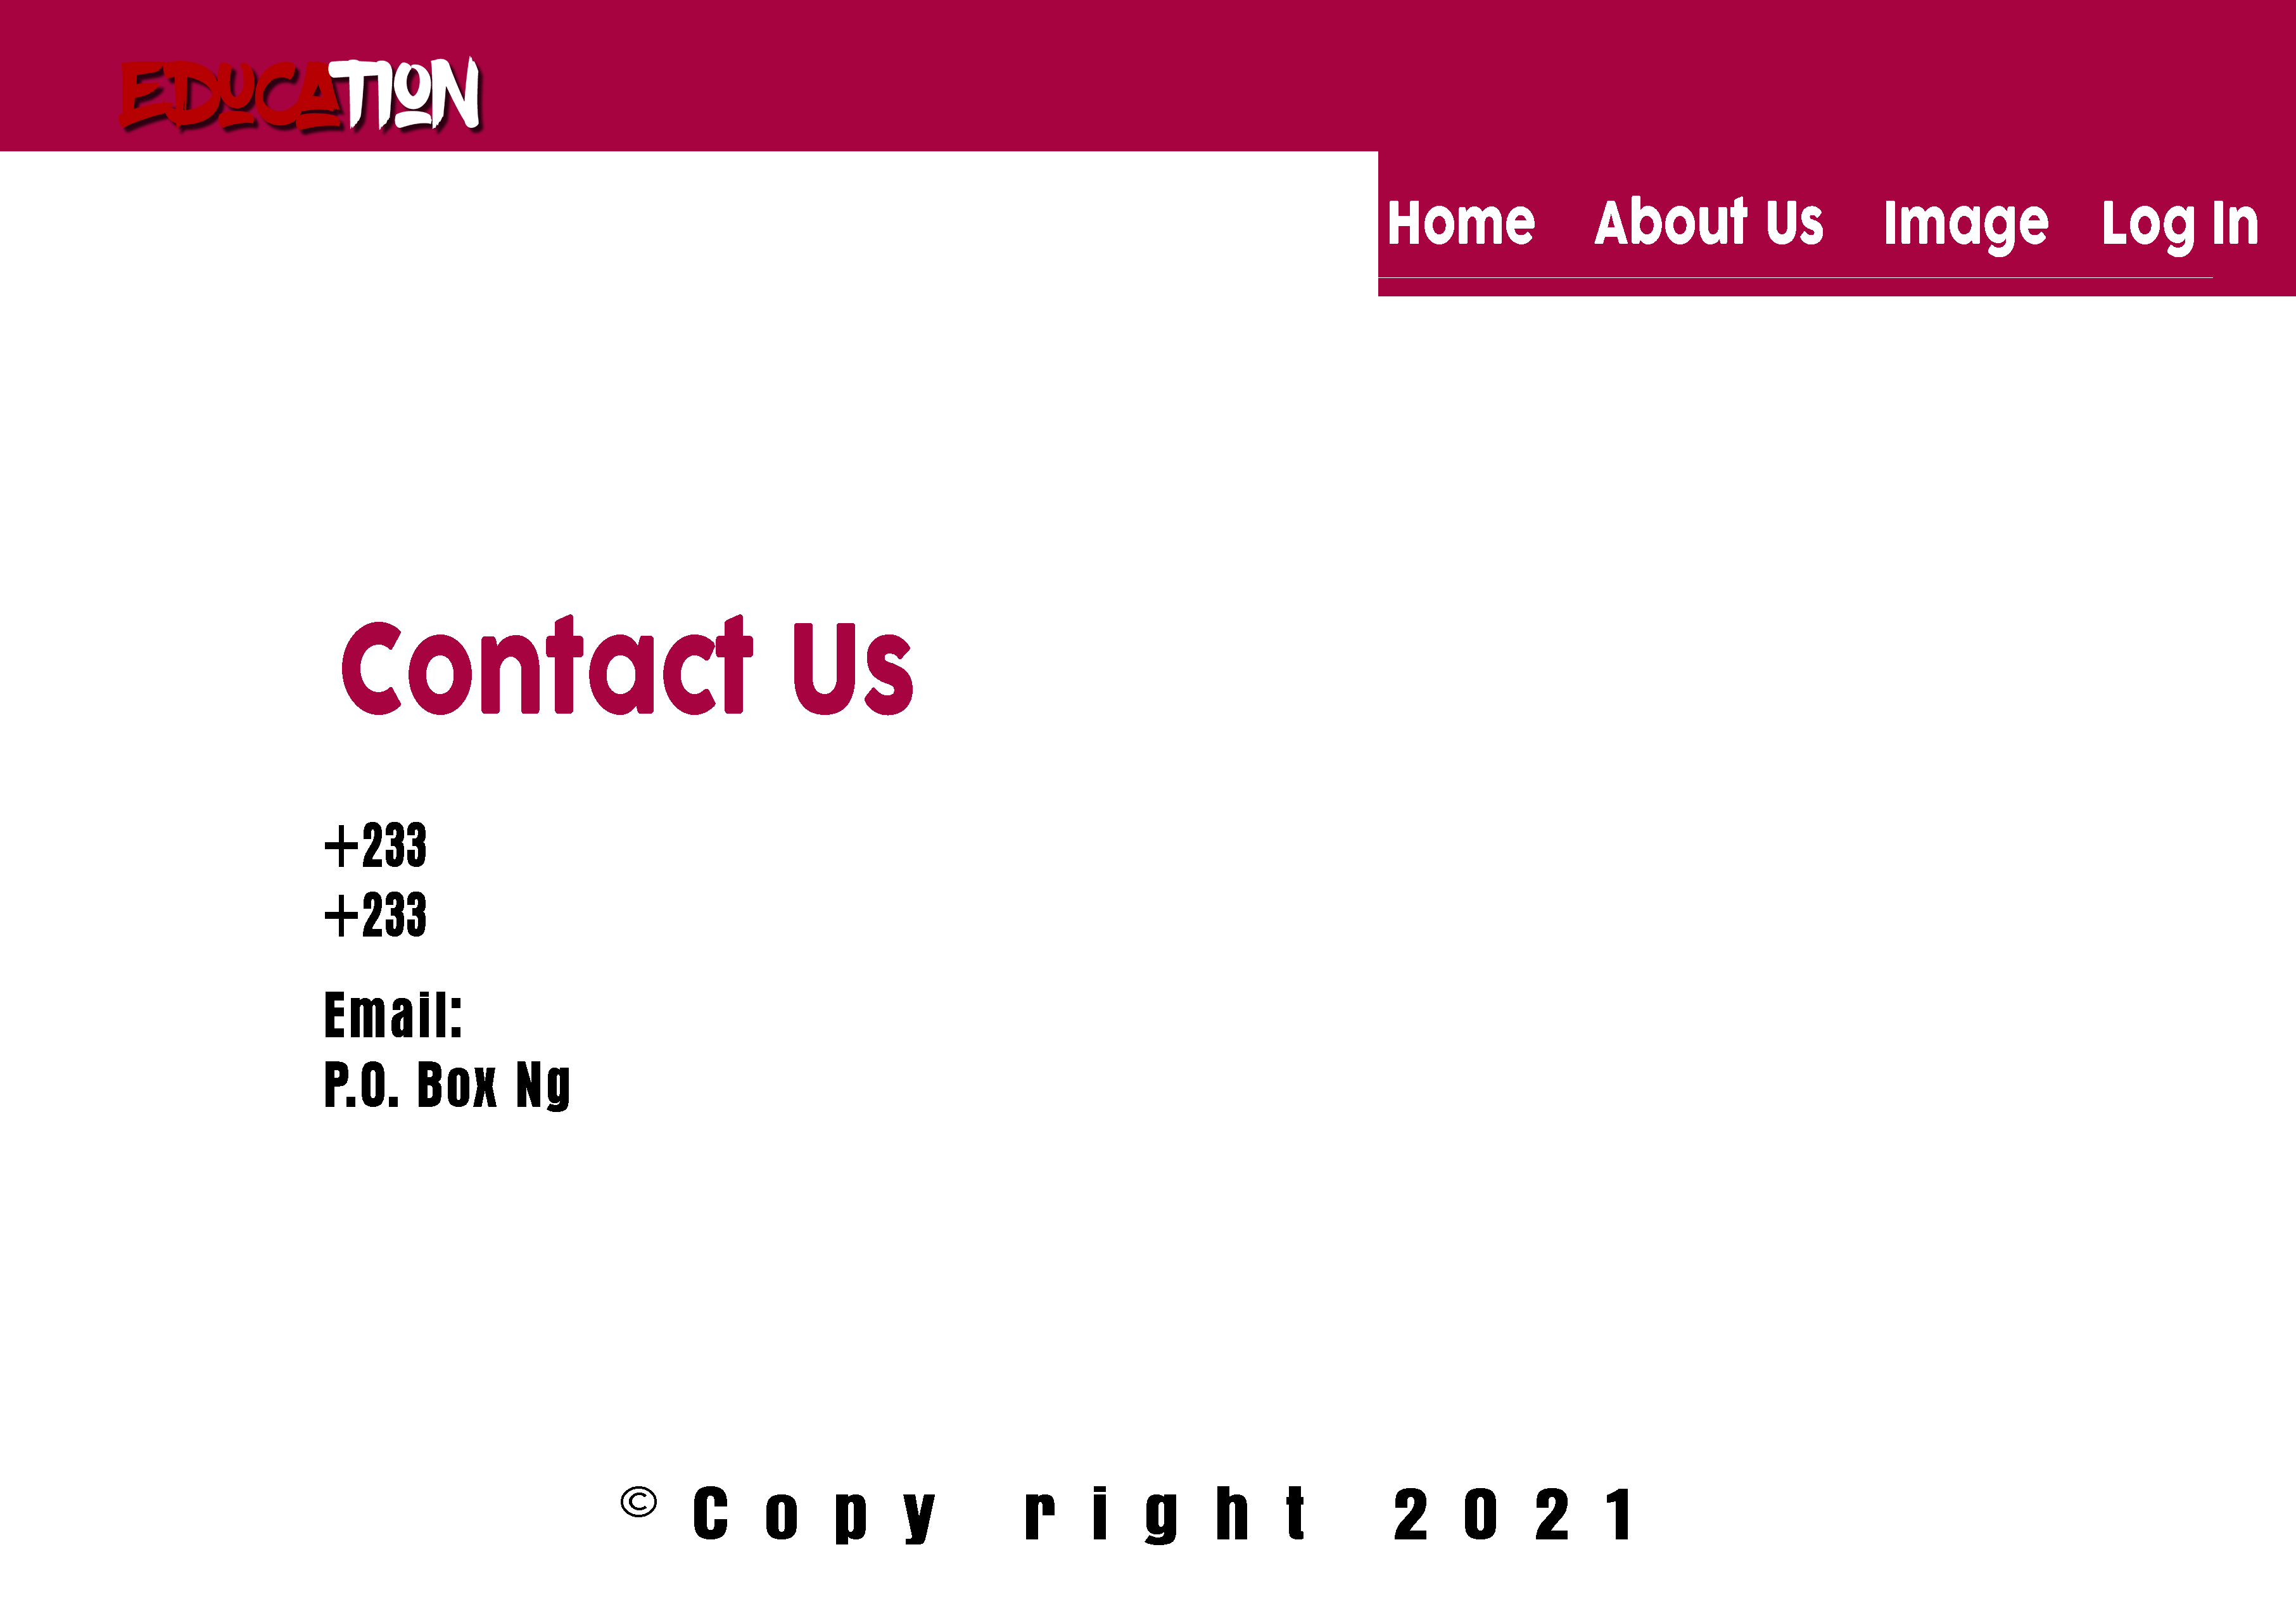 EDUCATION
Home About Us Image Log In
Contact Us
+233
+233
Email:
P.O. Box Ng
© Copy right 2021